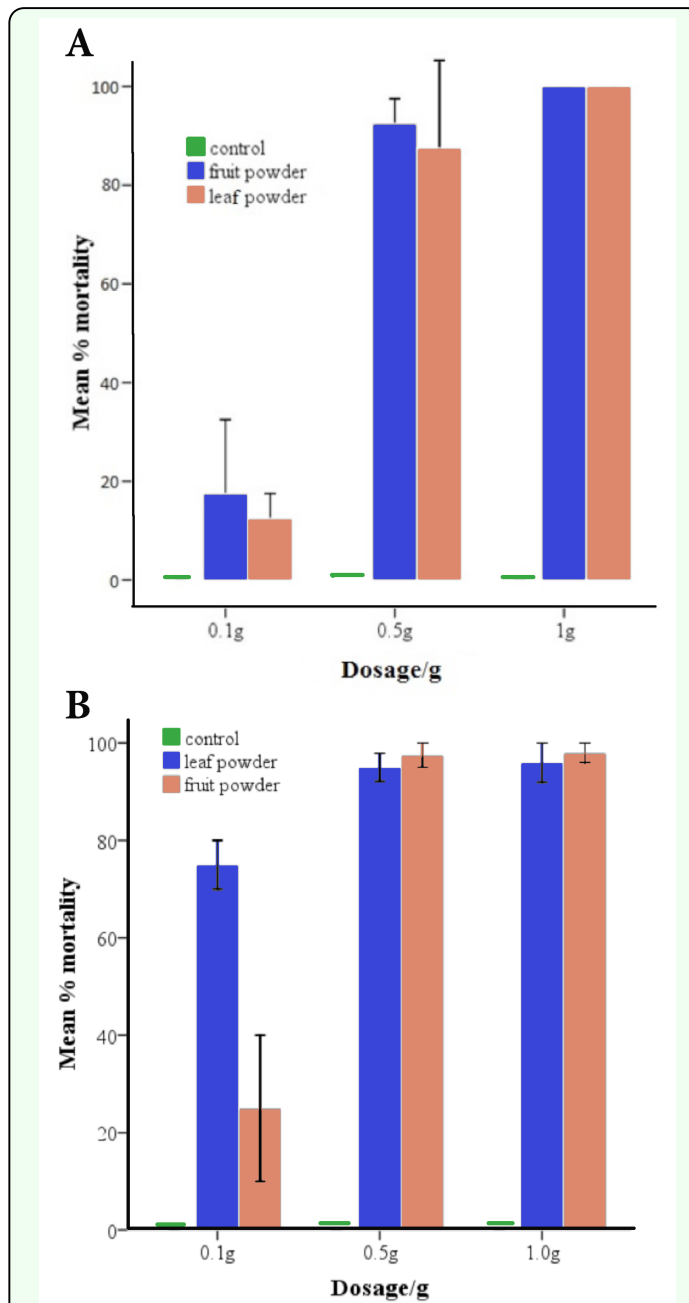 A
100
80
60
40
20
0
Mean % mortality
control
fruit powder
leaf powder
0.1g
0.5g
1g
Dosage/g
B
100
80
60
40
20
0
Mean % mortality
control
leaf powder
fruit powder
0.1g
0.5g
1.0g
Dosage/g